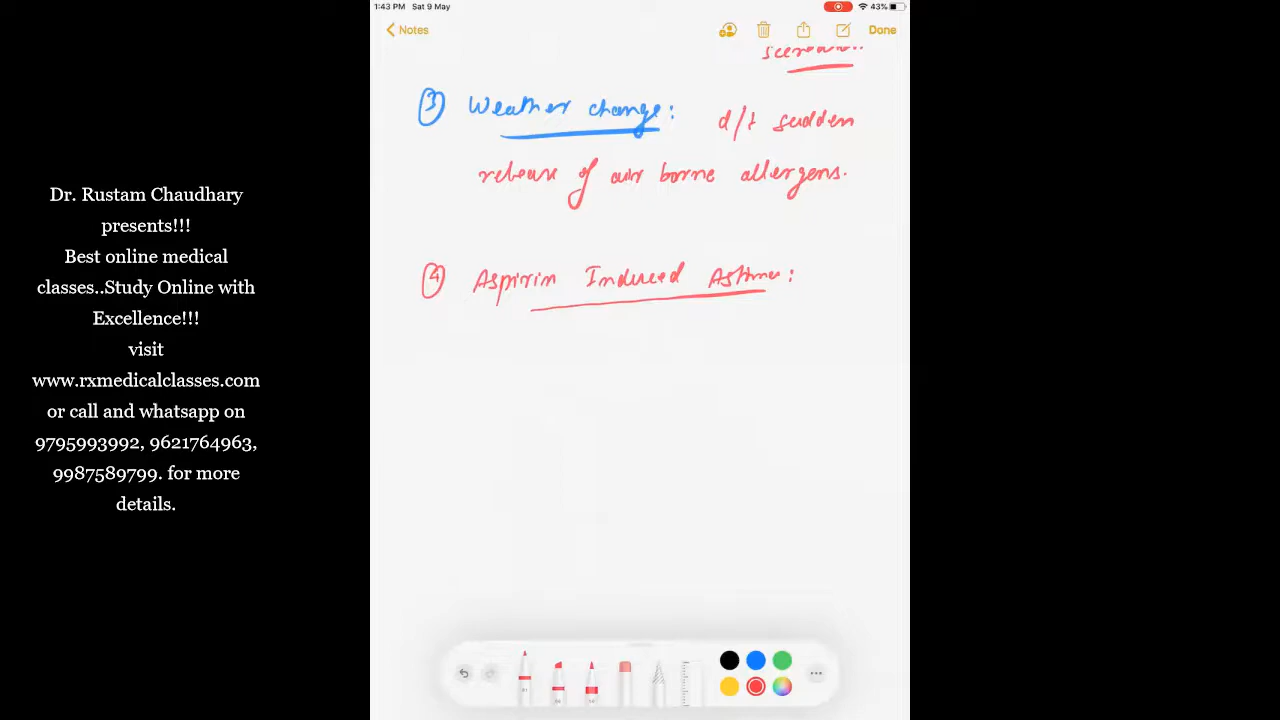 1:43 PM Sat 9 May
43%
Notes
Done
③ Weather change: d/t sudden
release of air borne allergens.
④ Aspirin Induced Asthma:
Dr. Rustam Chaudhary
presents!!!
Best online medical
classes..Study Online with
Excellence!!!
visit
www.rxmedicalclasses.com
or call and whatsapp on
9795993992, 9621764963,
9987589799. for more
details.